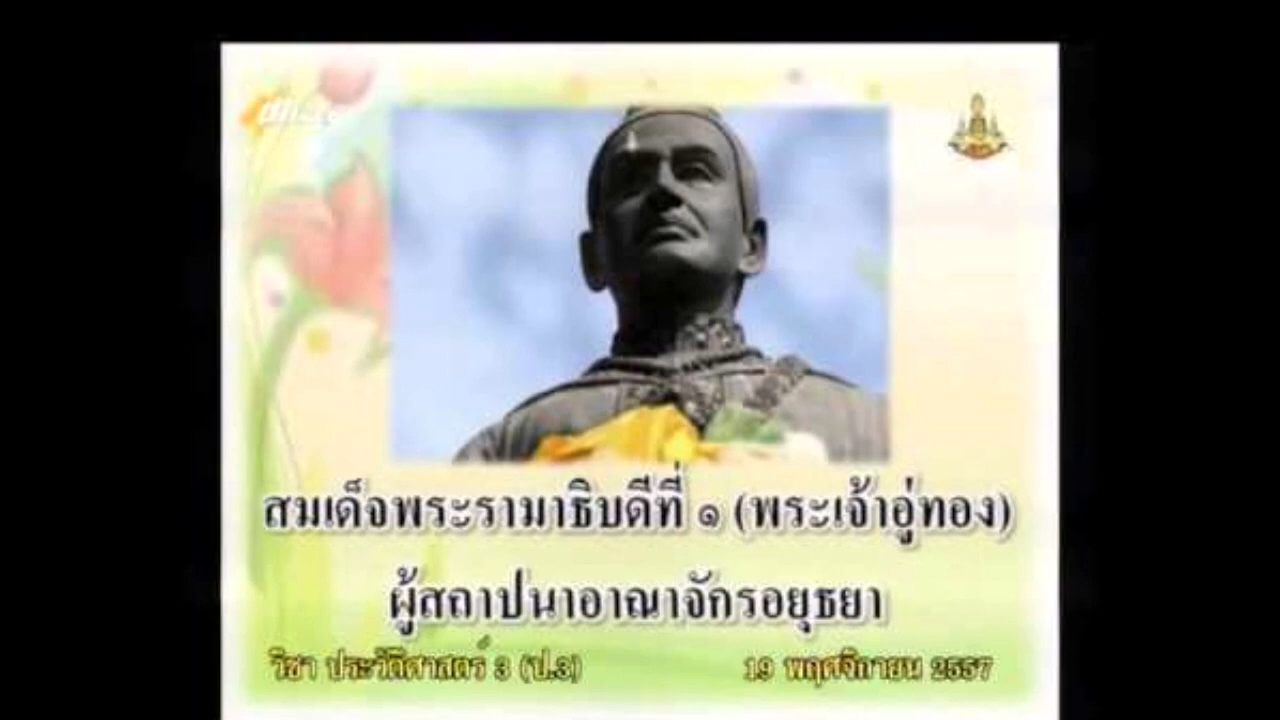 สมเด็จพระรามาธิบดีที่ ๑ (พระเจ้าอู่ทอง)
ผู้สถาปนาอาณาจักรอยุธยา
วิชา ประวัติศาสตร์ 3 (ป.3)
19 พฤศจิกายน 2557